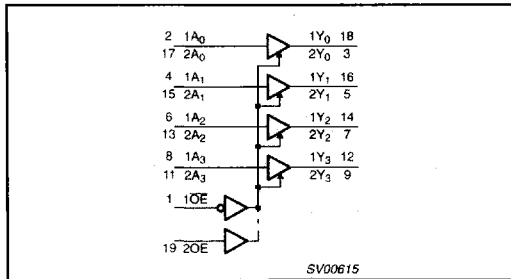 2 1A0 1Y0 18
17 2A0 2Y0 3
4 1A1 1Y1 16
15 2A1 2Y1 5
6 1A2 1Y2 14
13 2A2 2Y2 7
8 1A3 1Y3 12
11 2A3 2Y3 9
1 1O̅E̅
19 2OE
SV00615